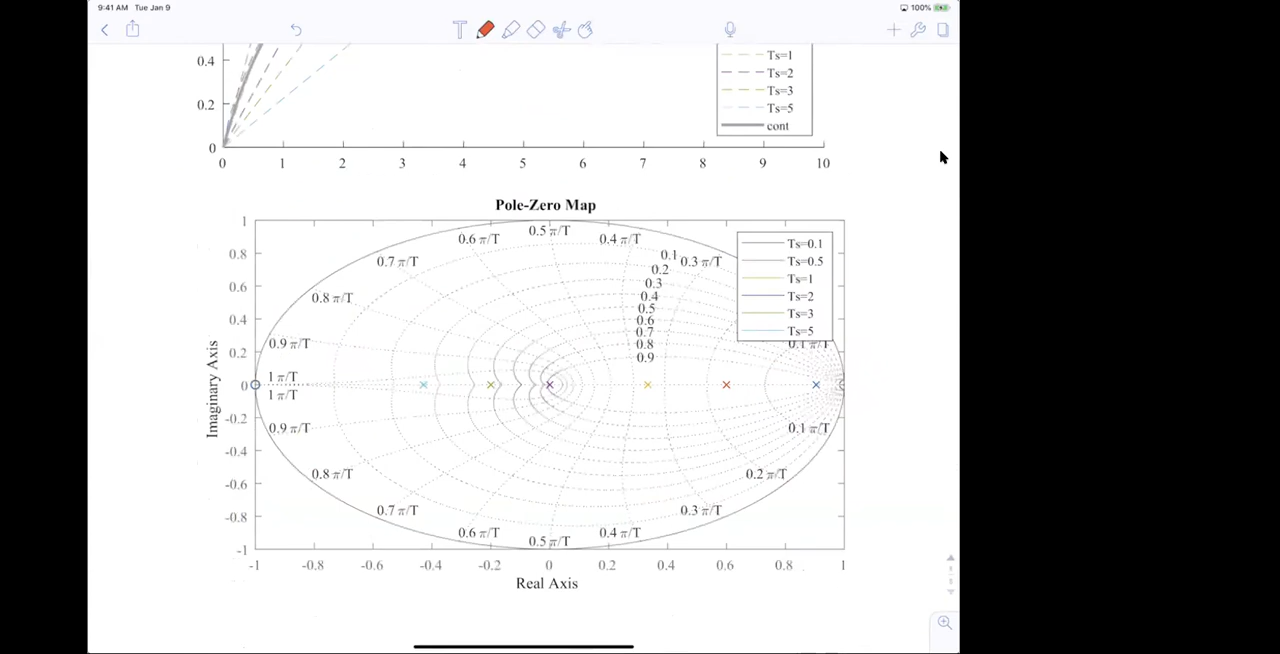 9:41 AM Tue Jan 9
100%
T
0.4
0.2
0
0 1 2 3 4 5 6 7 8 9 10
Ts=1
Ts=2
Ts=3
Ts=5
cont
Pole-Zero Map
1
0.8
0.6
0.4
0.2
0
-0.2
-0.4
-0.6
-0.8
-1
Imaginary Axis
0.5 π/T
0.6 π/T
0.4 π/T
0.7 π/T
0.3 π/T
0.8 π/T
0.9 π/T
0.1 π/T
1 π/T
1 π/T
0.9 π/T
0.1 π/T
0.8 π/T
0.2 π/T
0.7 π/T
0.3 π/T
0.6 π/T
0.4 π/T
0.5 π/T
0.1
0.2
0.3
0.4
0.5
0.6
0.7
0.8
0.9
Ts=0.1
Ts=0.5
Ts=1
Ts=2
Ts=3
Ts=5
-1 -0.8 -0.6 -0.4 -0.2 0 0.2 0.4 0.6 0.8 1
Real Axis